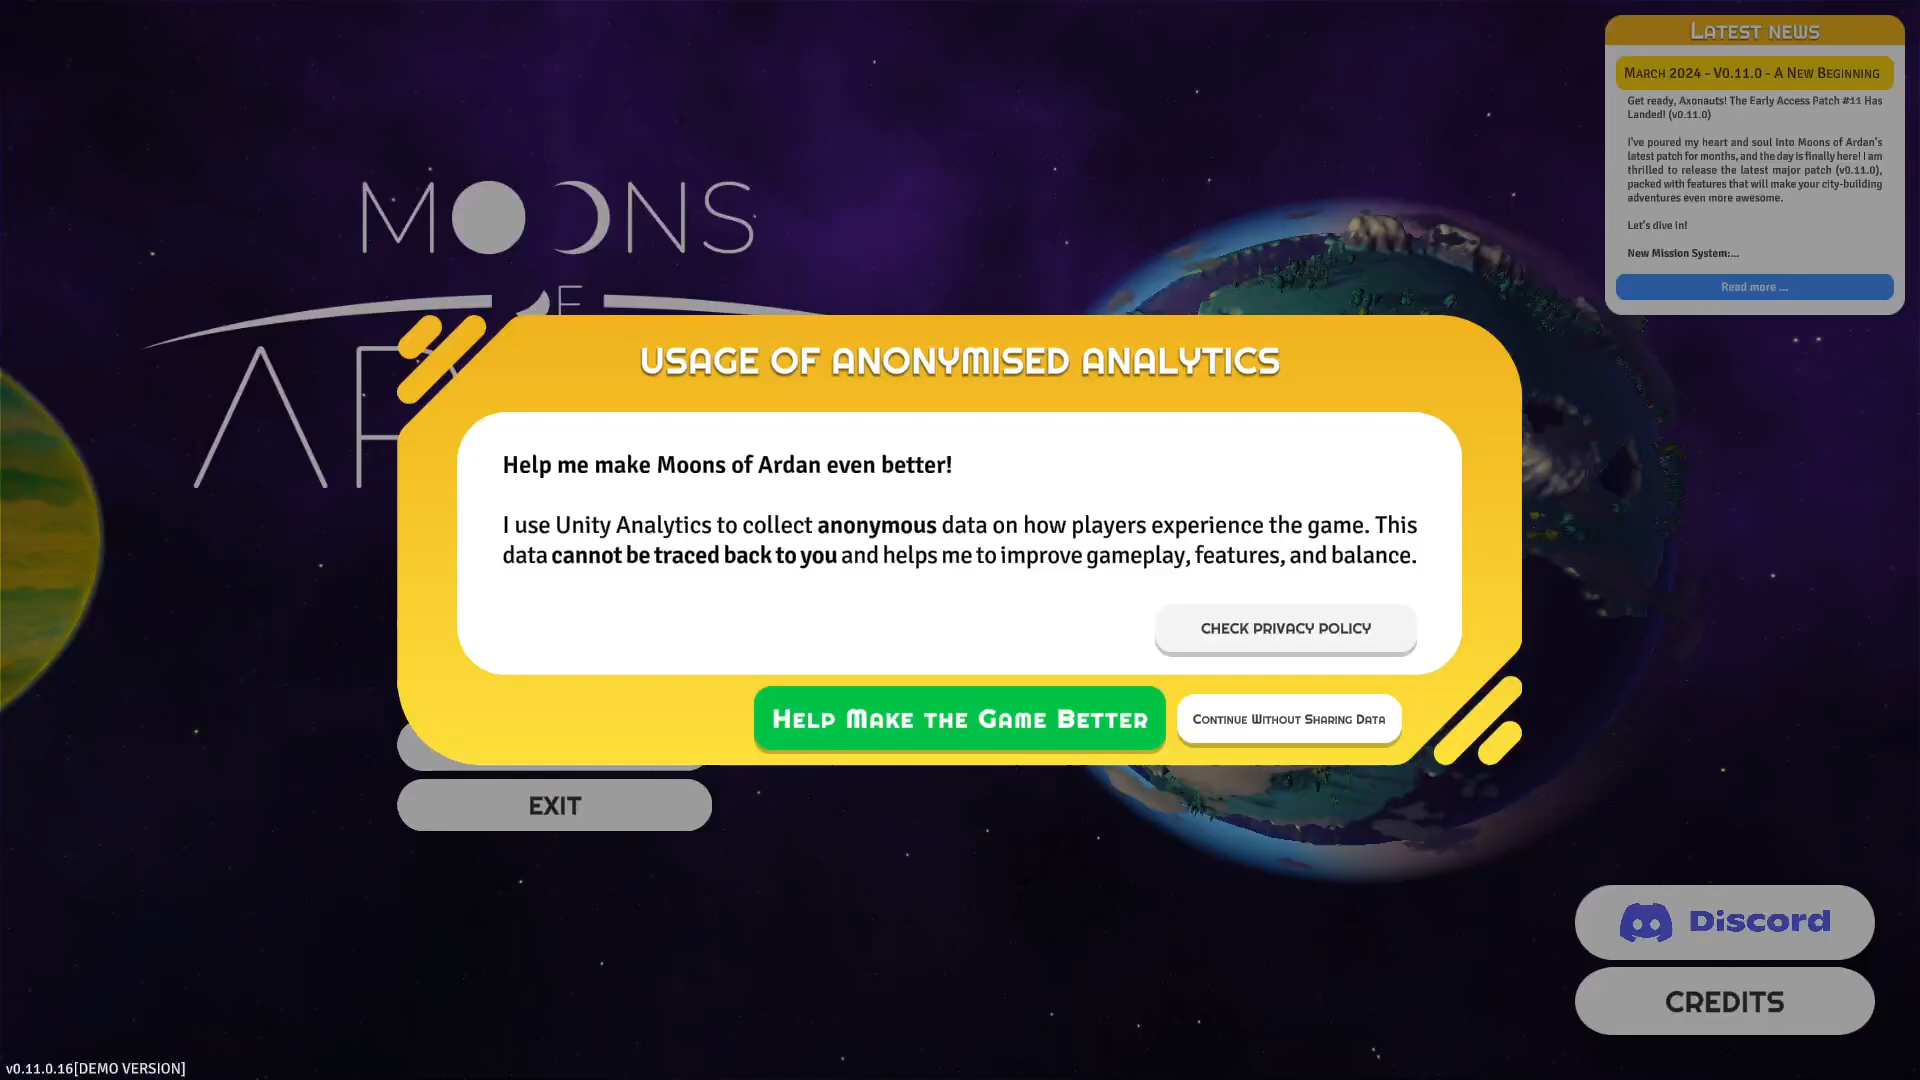 LATEST NEWS
MARCH 2024 - V0.11.0 - A NEW BEGINNING
Get ready, Axonauts! The Early Access Patch #11 Has
Landed! (v0.11.0)
I've poured my heart and soul into Moons of Ardan's
latest patch for months, and the day is finally here! I am
thrilled to release the latest major patch (v0.11.0),
packed with features that will make your city-building
adventures even more awesome.
Let's dive in!
New Mission System:...
Read more ...
MOONS
F
USAGE OF ANONYMISED ANALYTICS
Help me make Moons of Ardan even better!
I use Unity Analytics to collect anonymous data on how players experience the game. This
data cannot be traced back to you and helps me to improve gameplay, features, and balance.
CHECK PRIVACY POLICY
HELP MAKE THE GAME BETTER
CONTINUE WITHOUT SHARING DATA
EXIT
Discord
CREDITS
v0.11.0.16[DEMO VERSION]